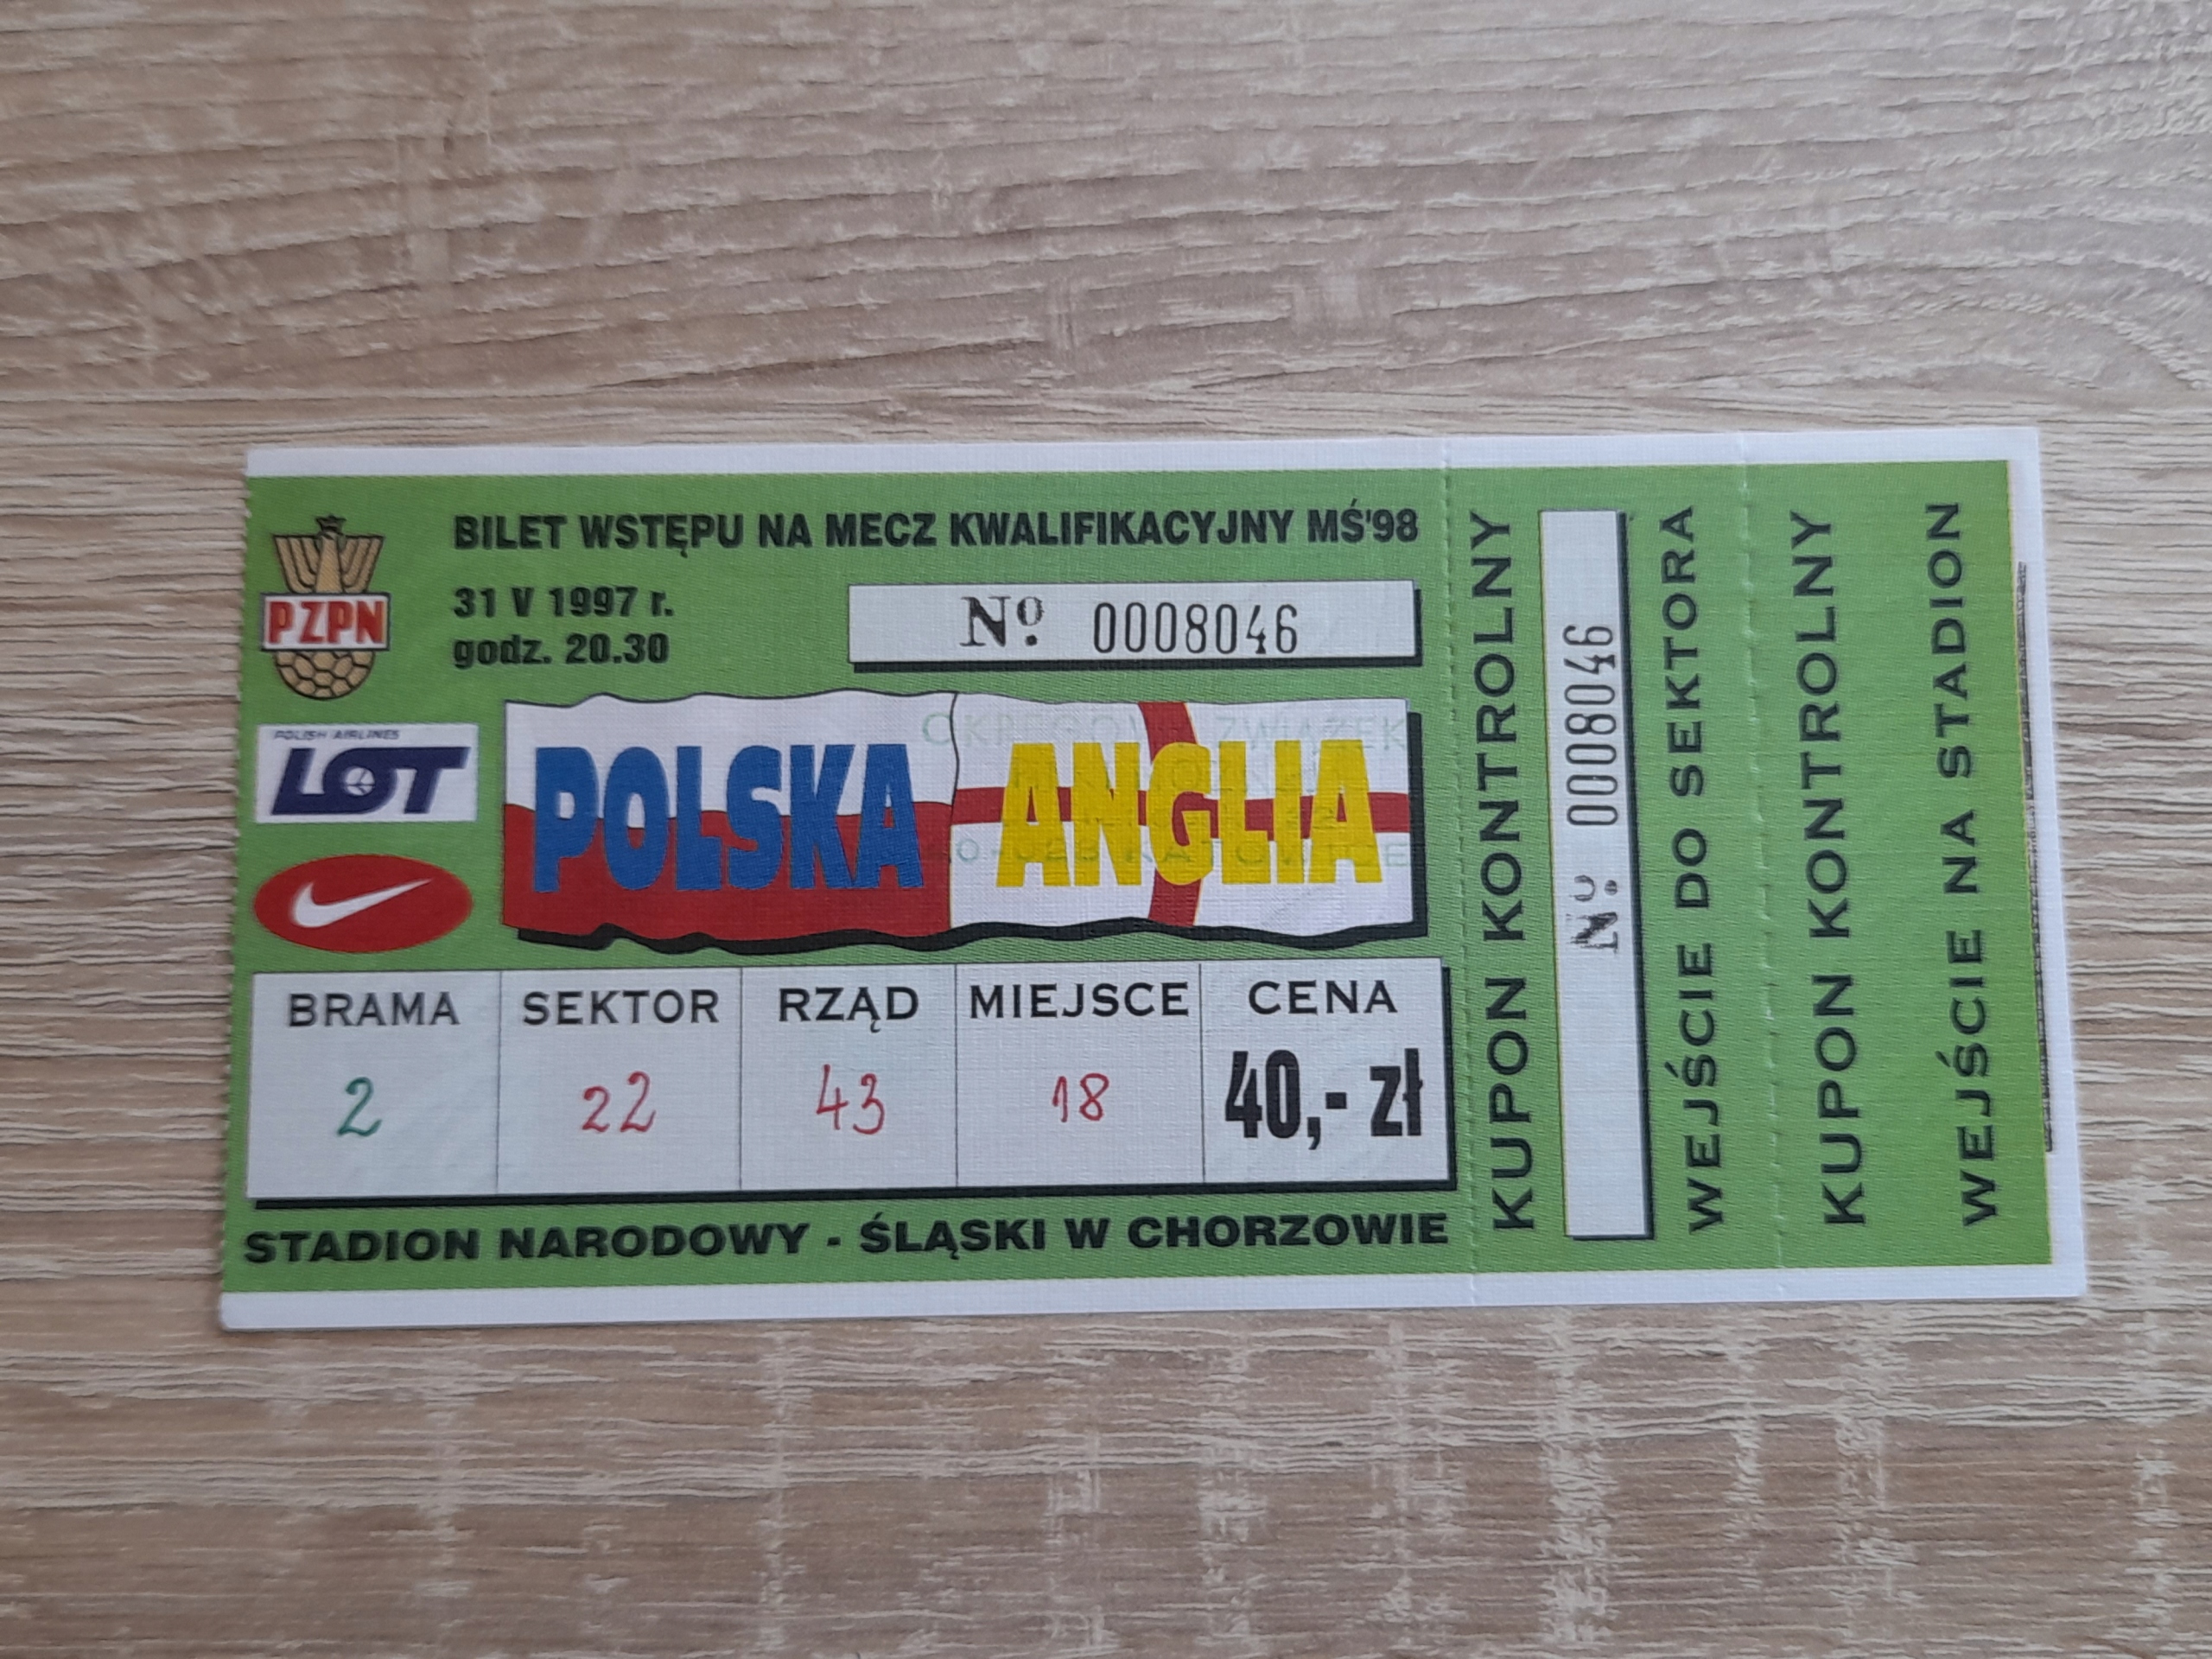 BILET WSTĘPU NA MECZ KWALIFIKACYJNY MŚ'98
PZPN
31 V 1997 r.
godz. 20.30
Nº. 0008046
POLISH AIRLINES
LOT
POLSKA ANGLIA
ZWIĄZEK
KATOWICE
BRAMA SEKTOR RZĄD MIEJSCE CENA
2 22 43 18 40,- zł
STADION NARODOWY - ŚLĄSKI W CHORZOWIE
KUPON KONTROLNY
Nº. 0008046
WEJŚCIE DO SEKTORA
KUPON KONTROLNY
WEJŚCIE NA STADION